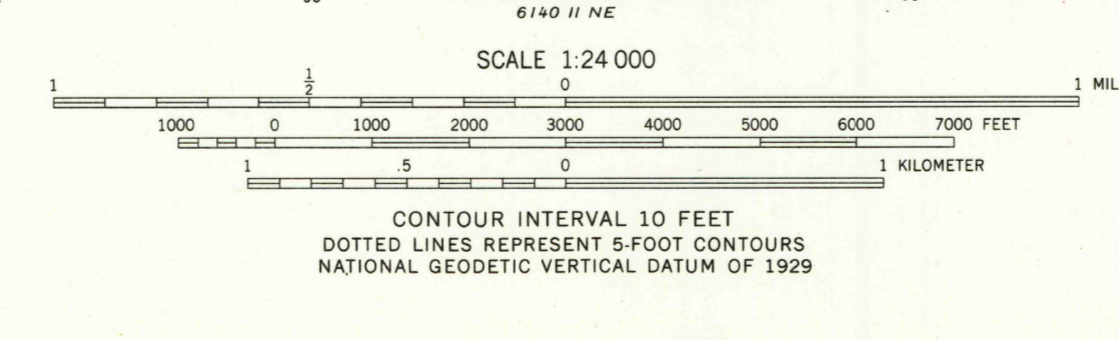 6140 II NE
SCALE 1:24 000
1 1/2 0 1 MIL
1000 0 1000 2000 3000 4000 5000 6000 7000 FEET
1 .5 0 1 KILOMETER
CONTOUR INTERVAL 10 FEET
DOTTED LINES REPRESENT 5-FOOT CONTOURS
NATIONAL GEODETIC VERTICAL DATUM OF 1929